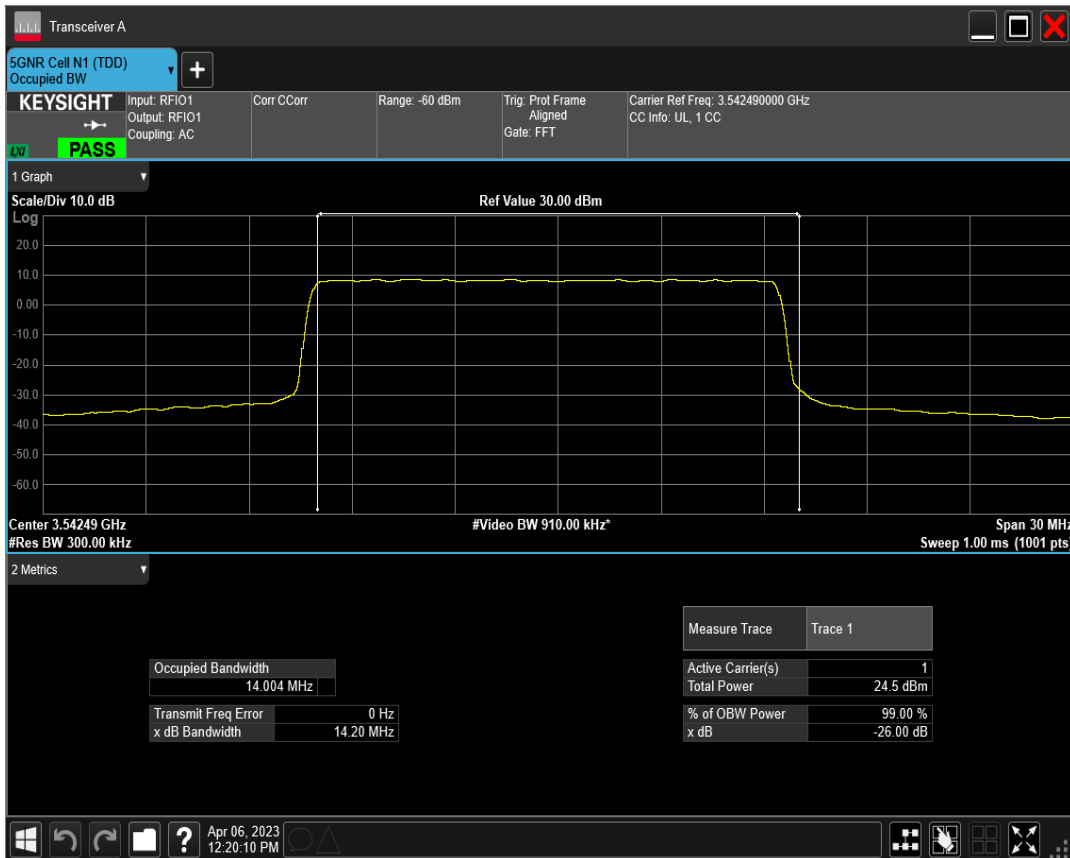 Transceiver A
5GNR Cell N1 (TDD)
Occupied BW
KEYSIGHT
LXI
PASS
Input: RFIO1
Output: RFIO1
Coupling: AC
Corr CCorr
Range: -60 dBm
Trig: Prot Frame
Aligned
Gate: FFT
Carrier Ref Freq: 3.542490000 GHz
CC Info: UL, 1 CC
1 Graph
Scale/Div 10.0 dB
Ref Value 30.00 dBm
Log
20.0
10.0
0.00
-10.0
-20.0
-30.0
-40.0
-50.0
-60.0
Center 3.54249 GHz
#Video BW 910.00 kHz*
Span 30 MHz
#Res BW 300.00 kHz
Sweep 1.00 ms (1001 pts)
2 Metrics
Measure Trace Trace 1
Occupied Bandwidth
14.004 MHz
Active Carrier(s) 1
Total Power 24.5 dBm
Transmit Freq Error 0 Hz
x dB Bandwidth 14.20 MHz
% of OBW Power 99.00 %
x dB -26.00 dB
?
Apr 06, 2023
12:20:10 PM